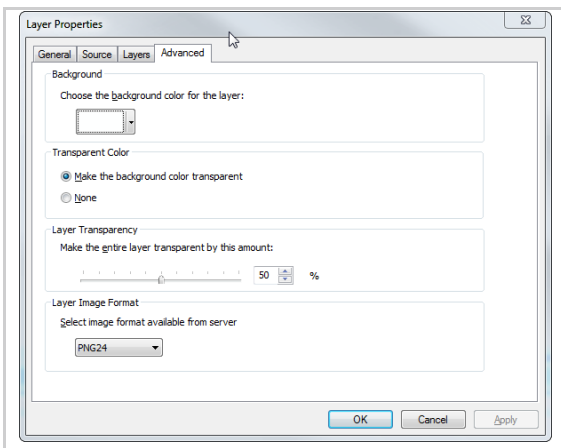 Layer Properties
General Source Layers Advanced
Background
Choose the background color for the layer:
Transparent Color
Make the background color transparent
None
Layer Transparency
Make the entire layer transparent by this amount:
50 %
Layer Image Format
Select image format available from server
PNG24
OK Cancel Apply